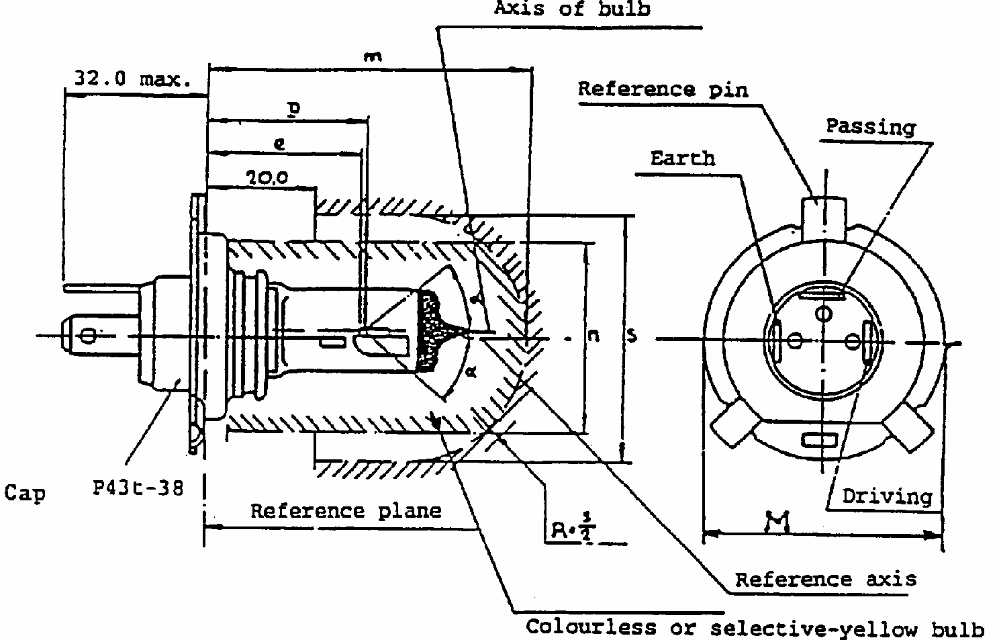 Axis of bulb
m
32.0 max.
Reference pin
p
Passing
e
Earth
20,0
n
s
α
Cap
P43t-38
Reference plane
Driving
R = s/2
M
Reference axis
Colourless or selective-yellow bulb